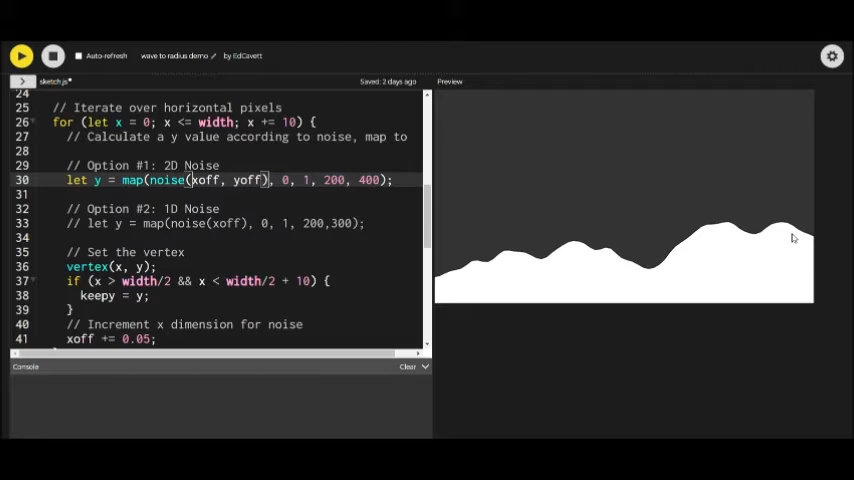 Auto-refresh wave to radius demo by EdCavett
sketch.js* Saved: 2 days ago Preview
24
25 // Iterate over horizontal pixels
26 for (let x = 0; x <= width; x += 10) {
27 // Calculate a y value according to noise, map to
28
29 // Option #1: 2D Noise
30 let y = map(noise(xoff, yoff), 0, 1, 200, 400);
31
32 // Option #2: 1D Noise
33 // let y = map(noise(xoff), 0, 1, 200,300);
34
35 // Set the vertex
36 vertex(x, y);
37 if (x > width/2 && x < width/2 + 10) {
38 keepy = y;
39 }
40 // Increment x dimension for noise
41 xoff += 0.05;
Console Clear